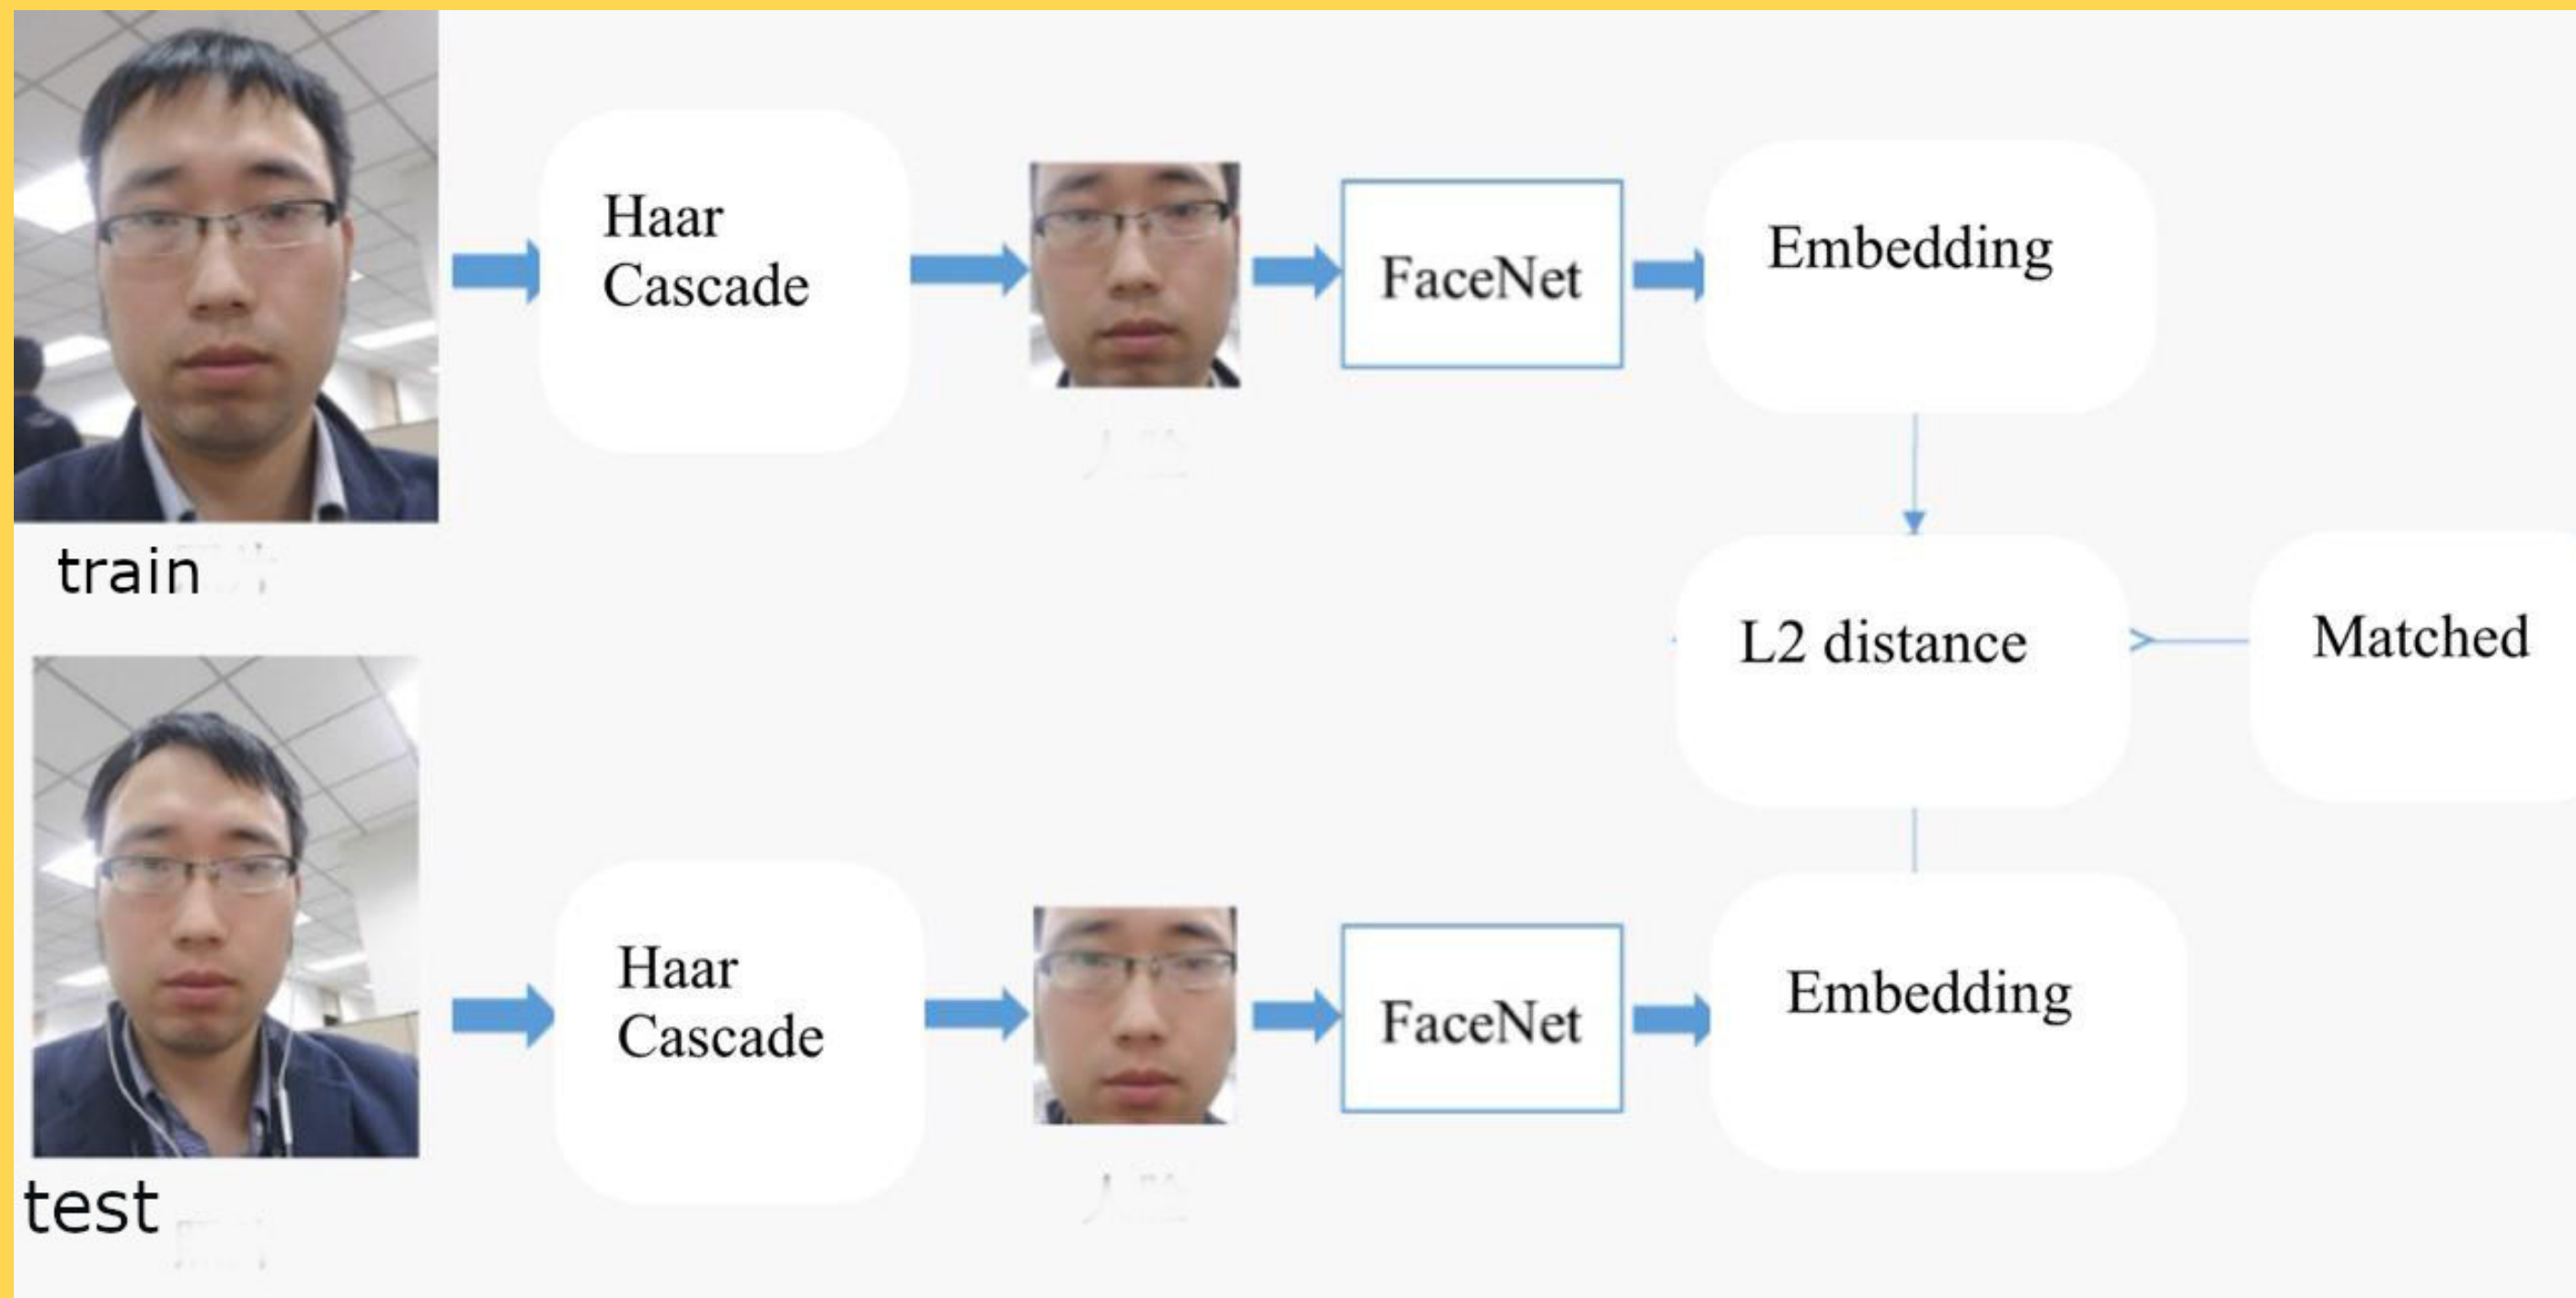 Haar
Cascade
FaceNet
Embedding
train
L2 distance
Matched
Haar
Cascade
FaceNet
Embedding
test